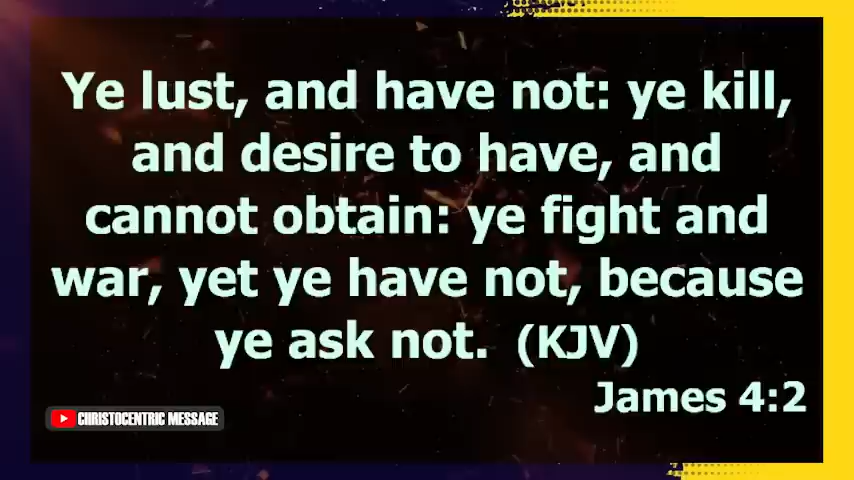 Ye lust, and have not: ye kill,
and desire to have, and
cannot obtain: ye fight and
war, yet ye have not, because
ye ask not. (KJV)
James 4:2
CHRISTOCENTRIC MESSAGE